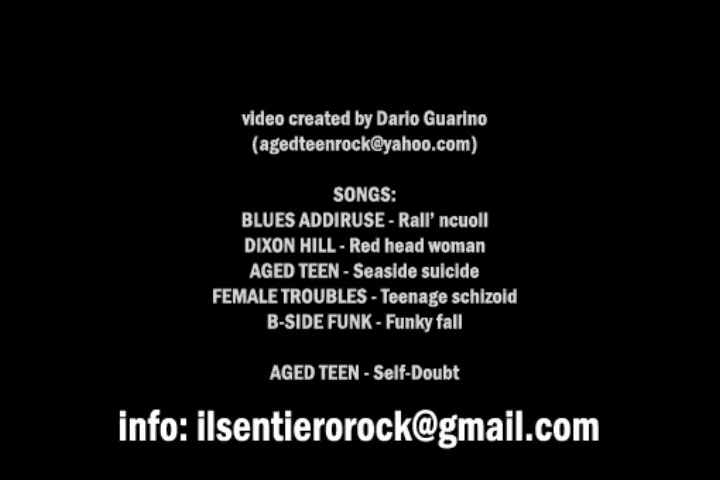 video created by Dario Guarino
(agedteenrock@yahoo.com)
SONGS:
BLUES ADDIRUSE - Rall' ncuoll
DIXON HILL - Red head woman
AGED TEEN - Seaside suicide
FEMALE TROUBLES - Teenage schizoid
B-SIDE FUNK - Funky fall
AGED TEEN - Self-Doubt
info: ilsentierorock@gmail.com